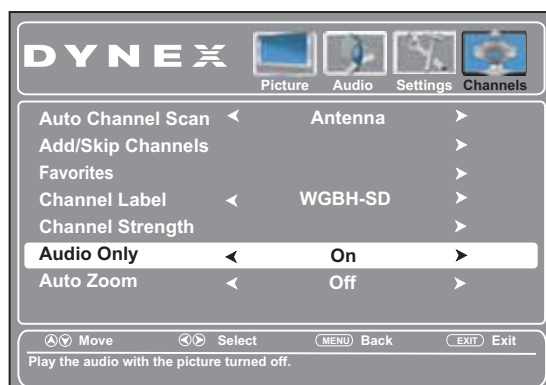 DYNEX
Picture Audio Settings Channels
Auto Channel Scan Antenna
Add/Skip Channels
Favorites
Channel Label WGBH-SD
Channel Strength
Audio Only On
Auto Zoom Off
Move Select MENU Back EXIT Exit
Play the audio with the picture turned off.